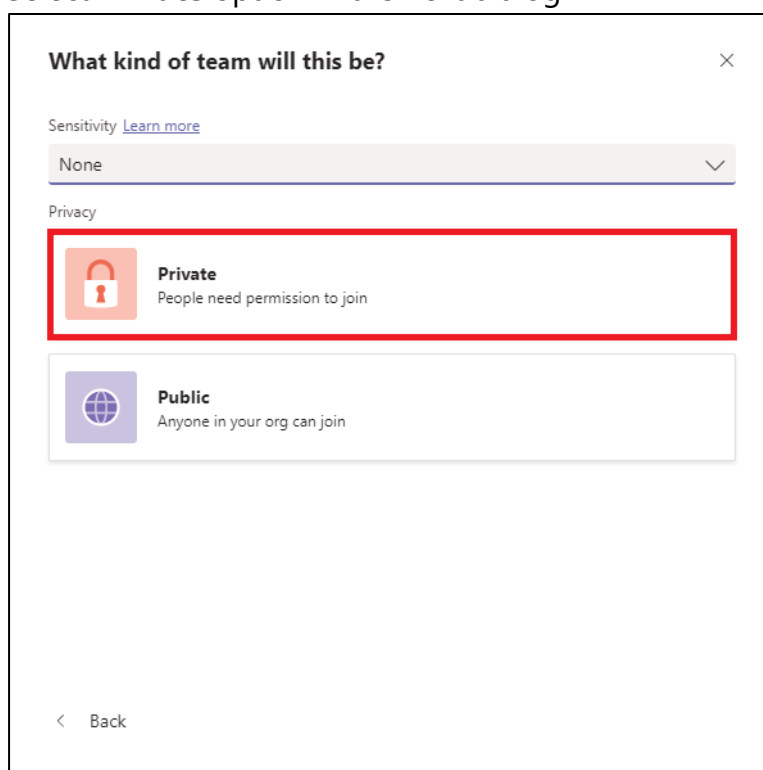 What kind of team will this be?
Sensitivity Learn more
None
Privacy
Private
People need permission to join
Public
Anyone in your org can join
< Back